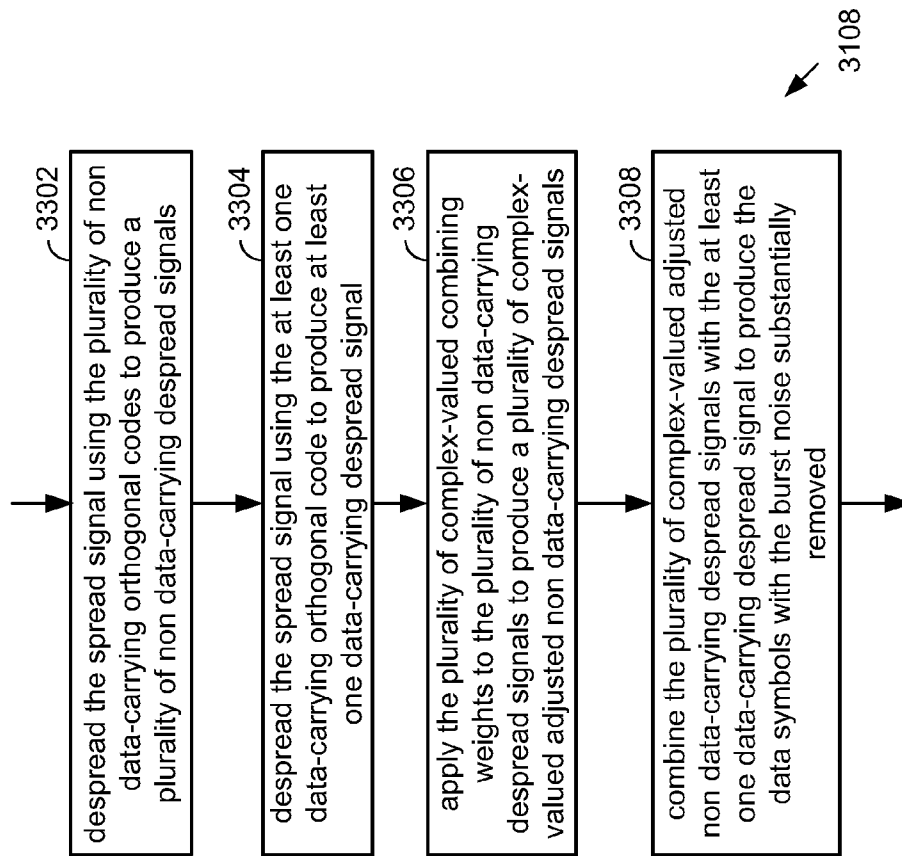 3302
despread the spread signal using the plurality of non
data-carrying orthogonal codes to produce a
plurality of non data-carrying despread signals
3304
despread the spread signal using the at least one
data-carrying orthogonal code to produce at least
one data-carrying despread signal
3306
apply the plurality of complex-valued combining
weights to the plurality of non data-carrying
despread signals to produce a plurality of complex-
valued adjusted non data-carrying despread signals
3308
combine the plurality of complex-valued adjusted
non data-carrying despread signals with the at least
one data-carrying despread signal to produce the
data symbols with the burst noise substantially
removed
3108